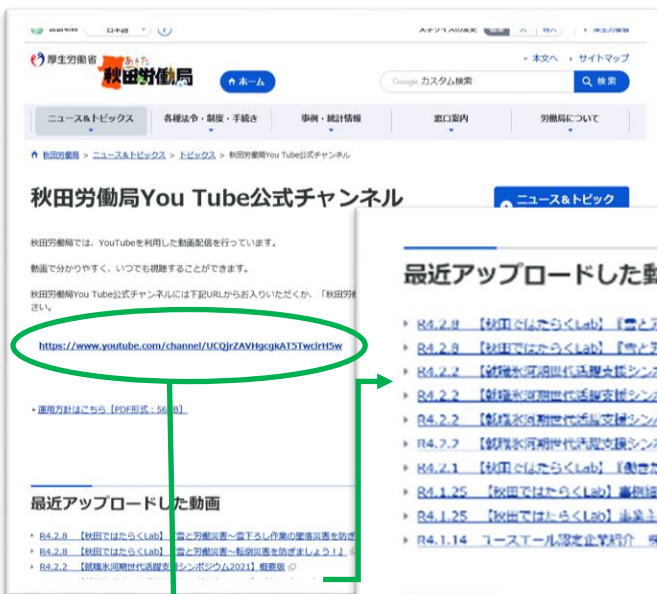 日本語
文字サイズの変更
厚生労働省
あきた
秋田労働局
ホーム
本文へ
サイトマップ
Google カスタム検索
検索
ニュース&トピックス
各種法令・制度・手続き
事例・統計情報
窓口案内
労働局について
秋田労働局 > ニュース&トピックス > トピックス > 秋田労働局You Tube公式チャンネル
秋田労働局You Tube公式チャンネル
ニュース&トピック
秋田労働局では、YouTubeを利用した動画配信を行っています。
動画で分かりやすく、いつでも視聴することができます。
秋田労働局You Tube公式チャンネルには下記URLからお入りいただくか、「秋田労働
さい。
https://www.youtube.com/channel/UCQjrZAVHgcgkAT5TwcirH5w
運用方針はこちら [PDF形式:56KB]
最近アップロードした動画
R4.2.8 【秋田ではたらくLab】『雪と労働災害~雪下ろし作業の墜落災害を防ぎ
R4.2.8 【秋田ではたらくLab】『雪と労働災害~転倒災害を防ぎましょう!』
R4.2.2 【就職氷河期世代活躍支援シンポジウム2021】概要版
最近アップロードした動
R4.2.8 【秋田ではたらくLab】『雪と労
R4.2.8 【秋田ではたらくLab】『雪と労
R4.2.2 【就職氷河期世代活躍支援シンポ
R4.2.2 【就職氷河期世代活躍支援シンポ
R4.2.2 【就職氷河期世代活躍支援シンポ
R4.2.2 【就職氷河期世代活躍支援シンポ
R4.2.1 【秋田ではたらくLab】『働きた
R4.1.25 【秋田ではたらくLab】事例紹
R4.1.25 【秋田ではたらくLab】事業主
R4.1.14 ユースエール認定企業紹介